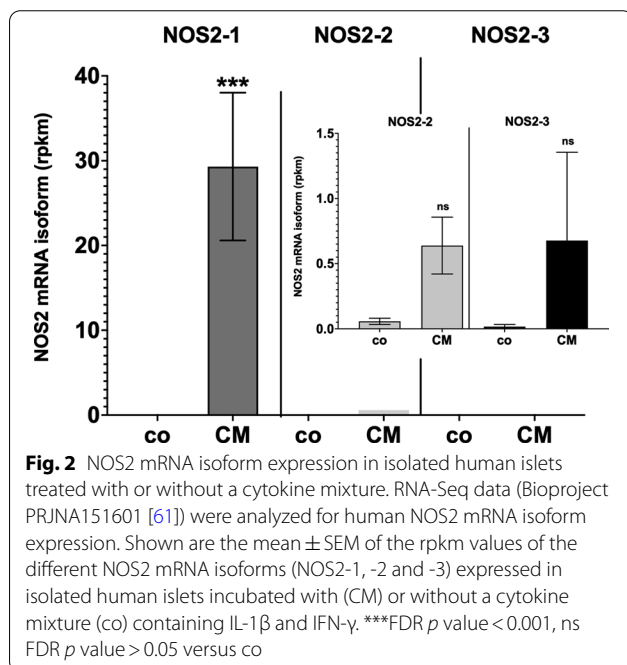 NOS2-1 NOS2-2 NOS2-3
NOS2 mRNA isoform (rpkm)
40
30
20
10
0
***
co CM co CM co CM
NOS2-2 NOS2-3
NOS2 mRNA isoform (rpkm)
1.5
1.0
0.5
0.0
ns
ns
co CM co CM
Fig. 2 NOS2 mRNA isoform expression in isolated human islets
treated with or without a cytokine mixture. RNA-Seq data (Bioproject
PRJNA151601 [61]) were analyzed for human NOS2 mRNA isoform
expression. Shown are the mean ± SEM of the rpkm values of the
different NOS2 mRNA isoforms (NOS2-1, -2 and -3) expressed in
isolated human islets incubated with (CM) or without a cytokine
mixture (co) containing IL-1β and IFN-γ. ***FDR p value < 0.001, ns
FDR p value > 0.05 versus co